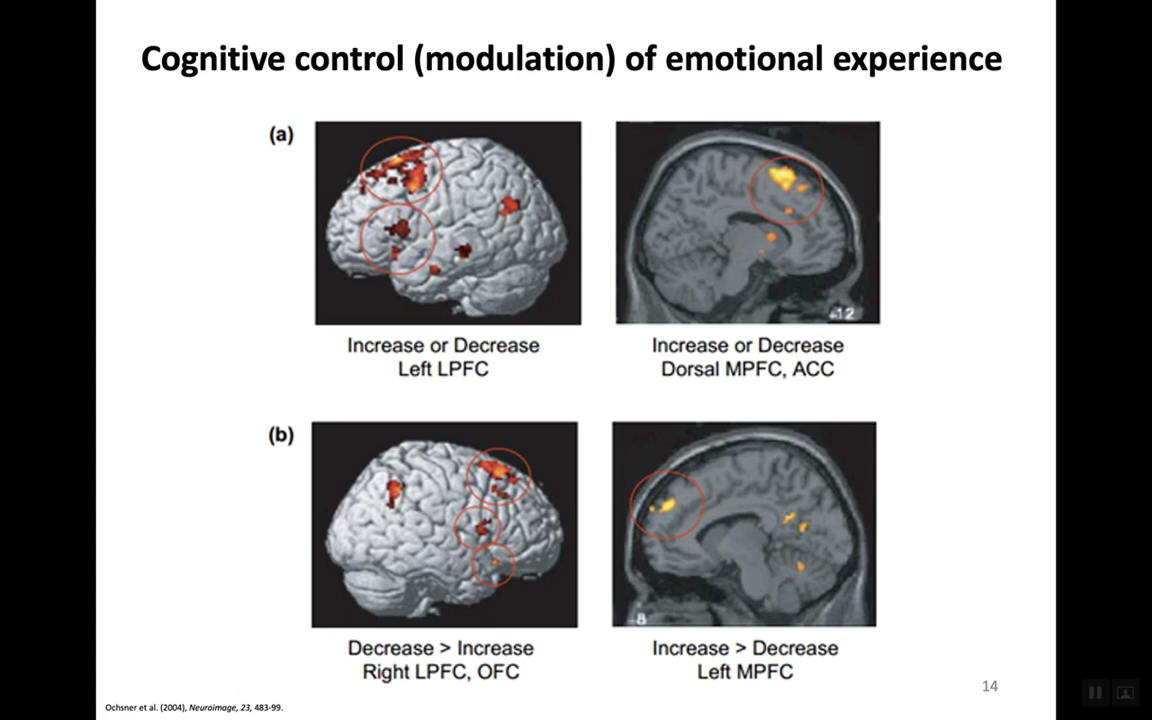 Cognitive control (modulation) of emotional experience
(a)
Increase or Decrease
Left LPFC
Increase or Decrease
Dorsal MPFC, ACC
(b)
Decrease > Increase
Right LPFC, OFC
-8
Increase > Decrease
Left MPFC
14
Ochsner et al. (2004), Neuroimage, 23, 483-99.